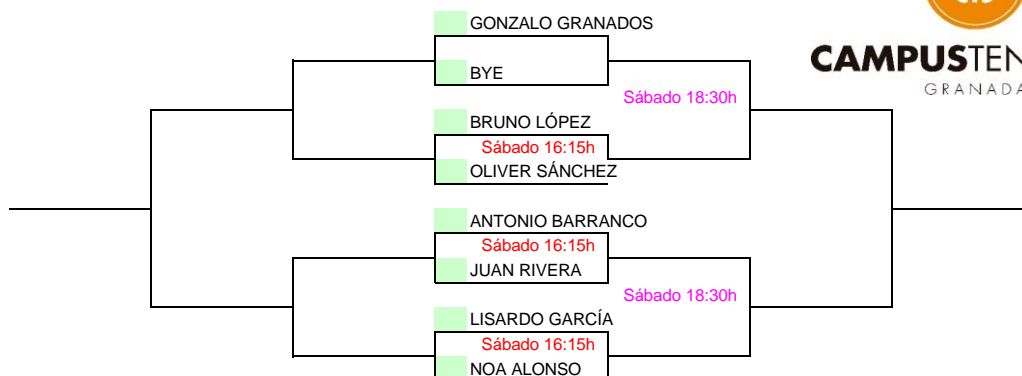 GONZALO GRANADOS
BYE
Sábado 18:30h
BRUNO LÓPEZ
Sábado 16:15h
OLIVER SÁNCHEZ
ANTONIO BARRANCO
Sábado 16:15h
JUAN RIVERA
Sábado 18:30h
LISARDO GARCÍA
Sábado 16:15h
NOA ALONSO
CAMPUSTEN
GRANADA